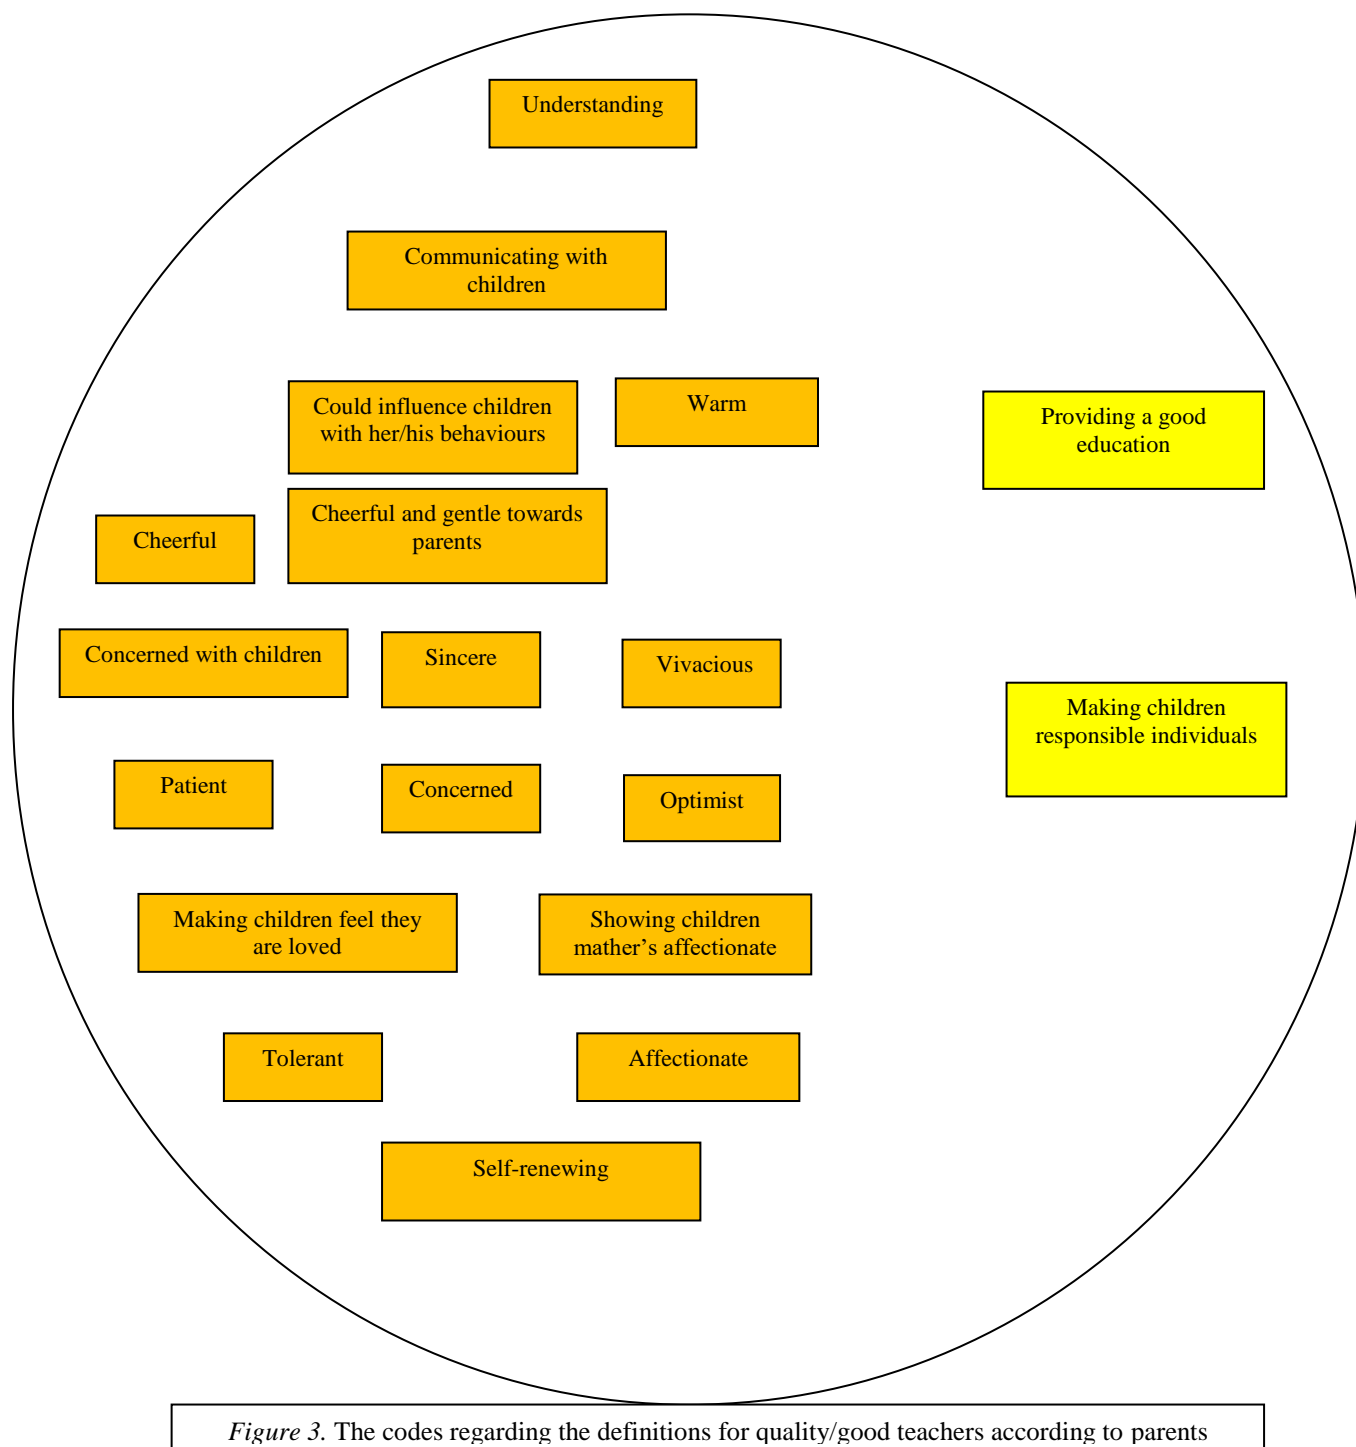 Understanding
Communicating with
children
Could influence children
with her/his behaviours
Warm
Providing a good
education
Cheerful
Cheerful and gentle towards
parents
Concerned with children
Sincere
Vivacious
Making children
responsible individuals
Patient
Concerned
Optimist
Making children feel they
are loved
Showing children
mather’s affectionate
Tolerant
Affectionate
Self-renewing
Figure 3. The codes regarding the definitions for quality/good teachers according to parents